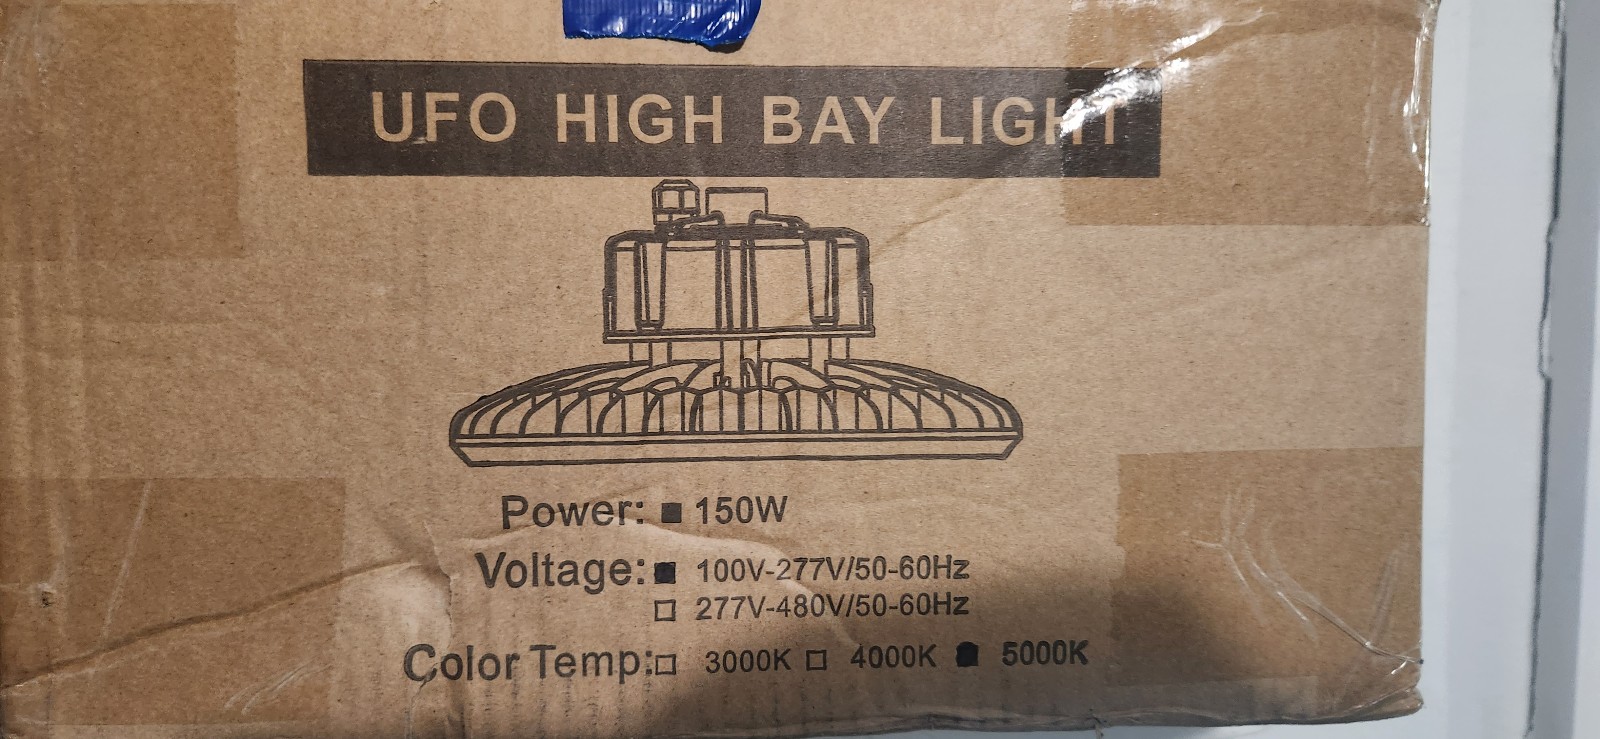 UFO HIGH BAY LIGHT
Power: ■ 150W
Voltage: ■ 100V-277V/50-60Hz
□ 277V-480V/50-60Hz
Color Temp: □ 3000K □ 4000K ■ 5000K